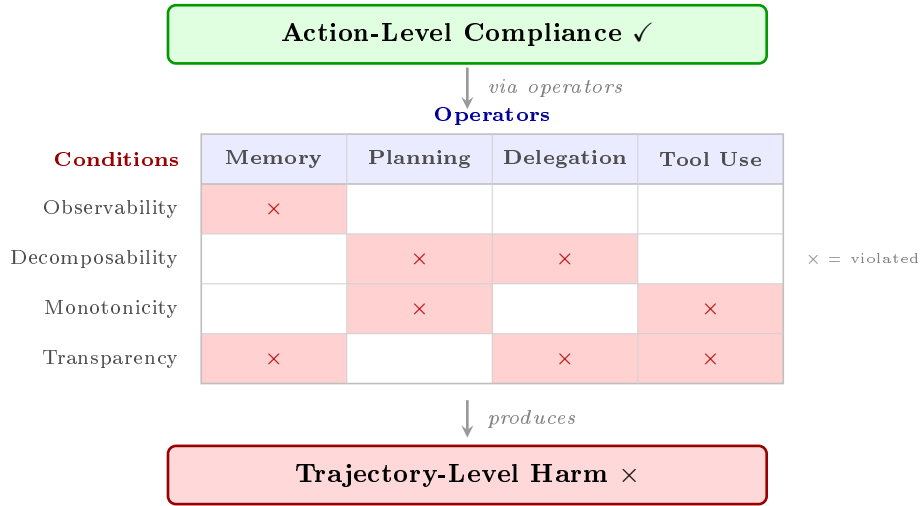 Action-Level Compliance ✓
via operators
Operators
Conditions Memory Planning Delegation Tool Use
Observability ×
Decomposability × × × = violated
Monotonicity × ×
Transparency × × ×
produces
Trajectory-Level Harm ×